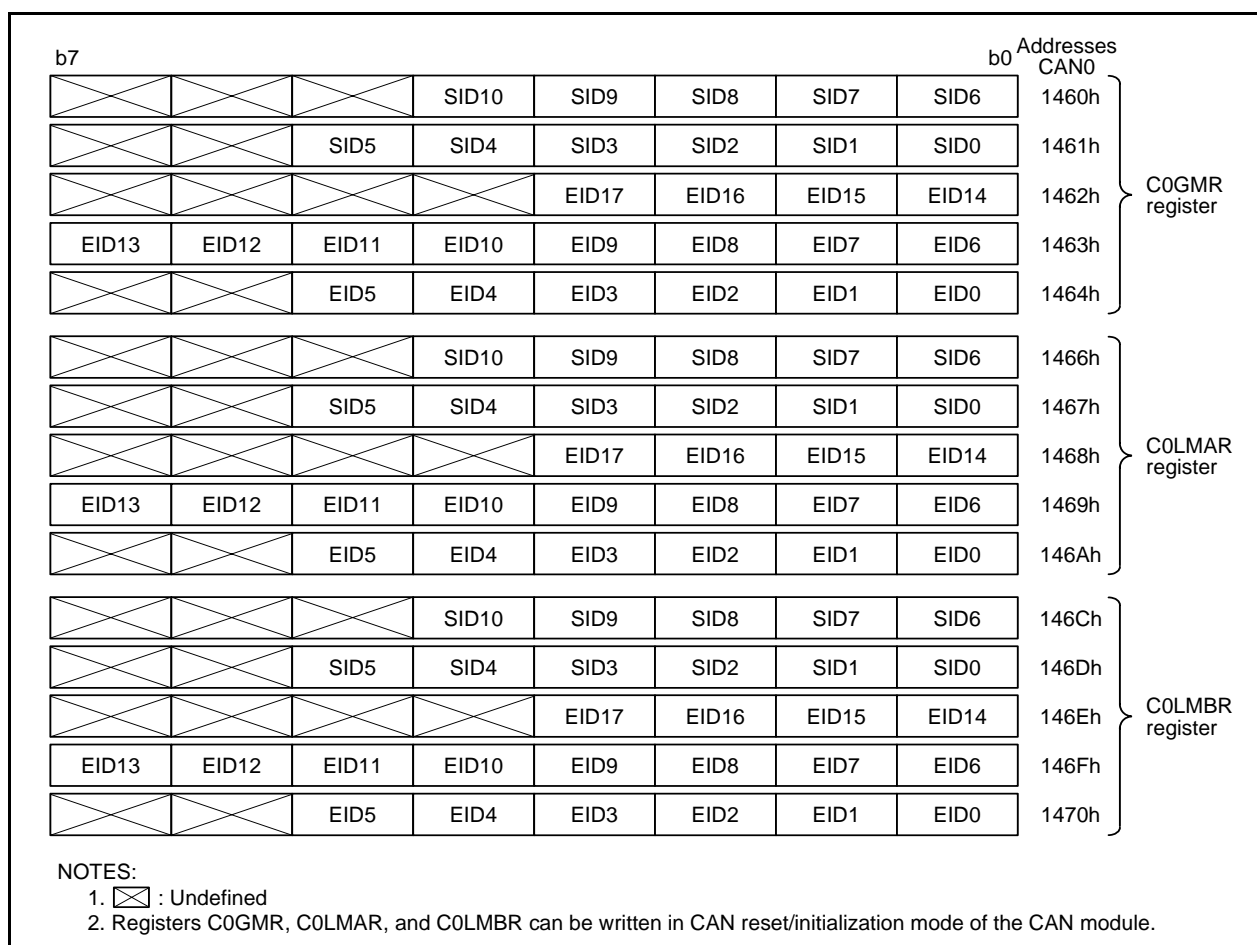 b7 b0 Addresses
CAN0
SID10 SID9 SID8 SID7 SID6 1460h
SID5 SID4 SID3 SID2 SID1 SID0 1461h
EID17 EID16 EID15 EID14 1462h
EID13 EID12 EID11 EID10 EID9 EID8 EID7 EID6 1463h
EID5 EID4 EID3 EID2 EID1 EID0 1464h
C0GMR
register
SID10 SID9 SID8 SID7 SID6 1466h
SID5 SID4 SID3 SID2 SID1 SID0 1467h
EID17 EID16 EID15 EID14 1468h
EID13 EID12 EID11 EID10 EID9 EID8 EID7 EID6 1469h
EID5 EID4 EID3 EID2 EID1 EID0 146Ah
C0LMAR
register
SID10 SID9 SID8 SID7 SID6 146Ch
SID5 SID4 SID3 SID2 SID1 SID0 146Dh
EID17 EID16 EID15 EID14 146Eh
EID13 EID12 EID11 EID10 EID9 EID8 EID7 EID6 146Fh
EID5 EID4 EID3 EID2 EID1 EID0 1470h
C0LMBR
register
NOTES:
1. : Undefined
2. Registers C0GMR, C0LMAR, and C0LMBR can be written in CAN reset/initialization mode of the CAN module.